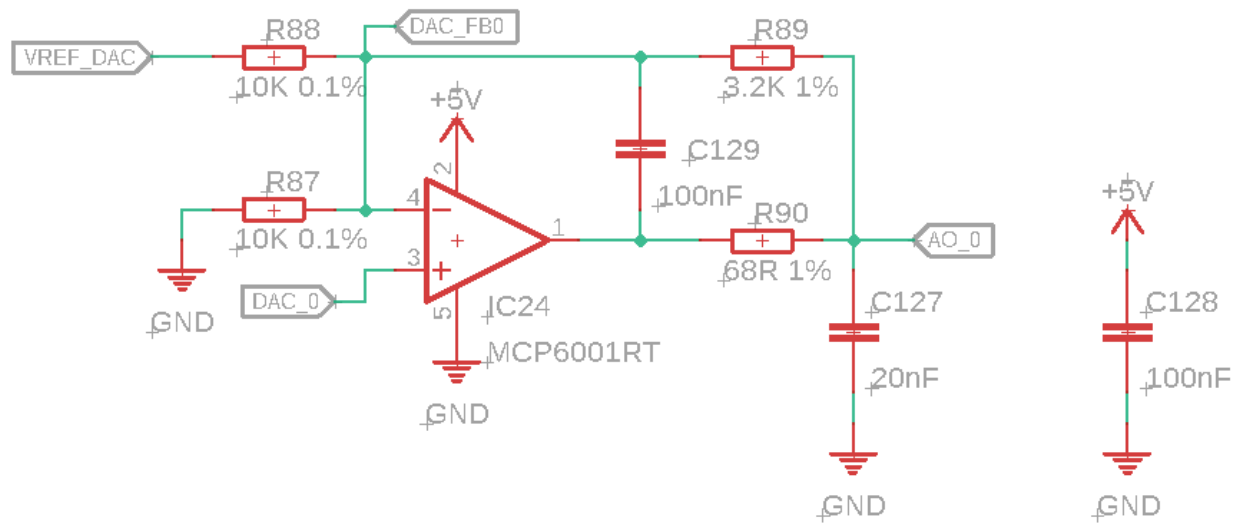 R88
DAC_FB0
R89
VREF_DAC
10K 0.1%
3.2K 1%
+5V
2
C129
100nF
R87
4
R90
+5V
10K 0.1%
1
AO_0
3
68R 1%
DAC_0
5
IC24
C127
C128
GND
MCP6001RT
20nF
100nF
GND
GND
GND